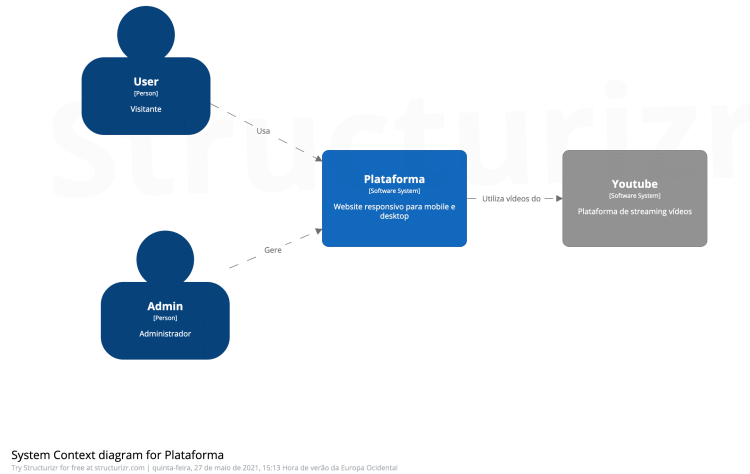 User
[Person]
Visitante
Usa
Plataforma
[Software System]
Website responsivo para mobile e
desktop
Utiliza vídeos do
Youtube
[Software System]
Plataforma de streaming vídeos
Gere
Admin
[Person]
Administrador
Structurizr
System Context diagram for Plataforma
Try Structurizr for free at structurizr.com | quinta-feira, 27 de maio de 2021, 15:13 Hora de verão da Europa Ocidental